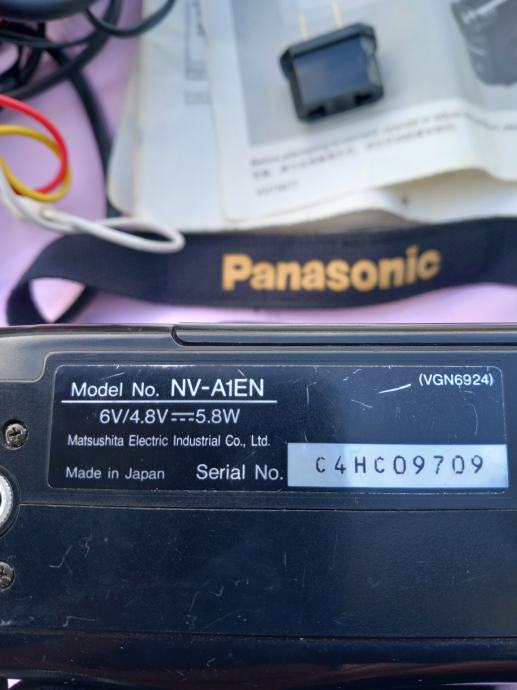 Panasonic
Model No. NV-A1EN (VGN6924)
6V/4.8V⎓5.8W
Matsushita Electric Industrial Co., Ltd.
Made in Japan Serial No. C4HC09709